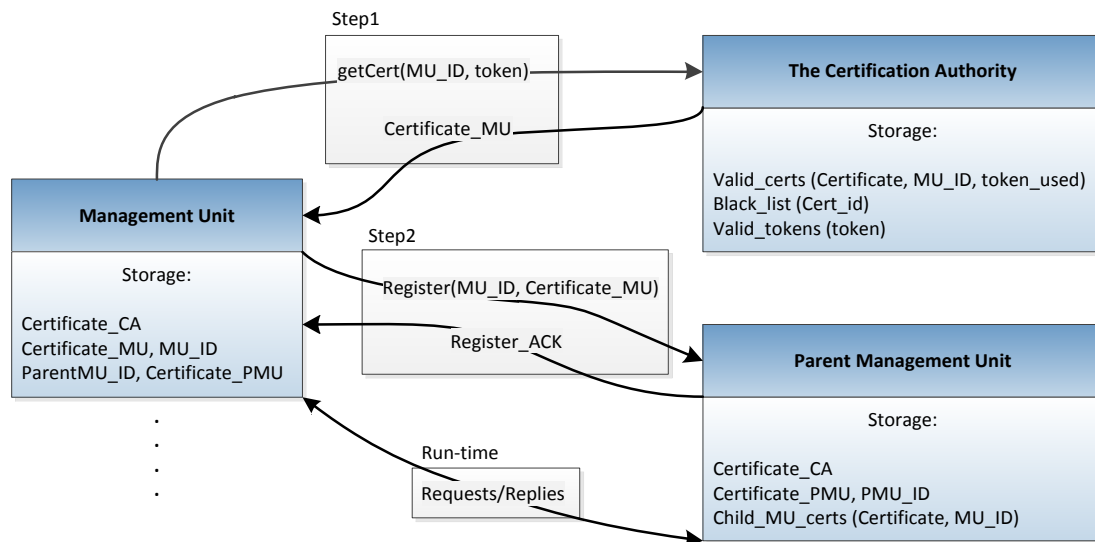 Step1
getCert(MU_ID, token)
Certificate_MU
The Certification Authority
Storage:
Valid_certs (Certificate, MU_ID, token_used)
Black_list (Cert_id)
Valid_tokens (token)
Management Unit
Storage:
Certificate_CA
Certificate_MU, MU_ID
ParentMU_ID, Certificate_PMU
Step2
Register(MU_ID, Certificate_MU)
Register_ACK
Parent Management Unit
Storage:
Certificate_CA
Certificate_PMU, PMU_ID
Child_MU_certs (Certificate, MU_ID)
Run-time
Requests/Replies